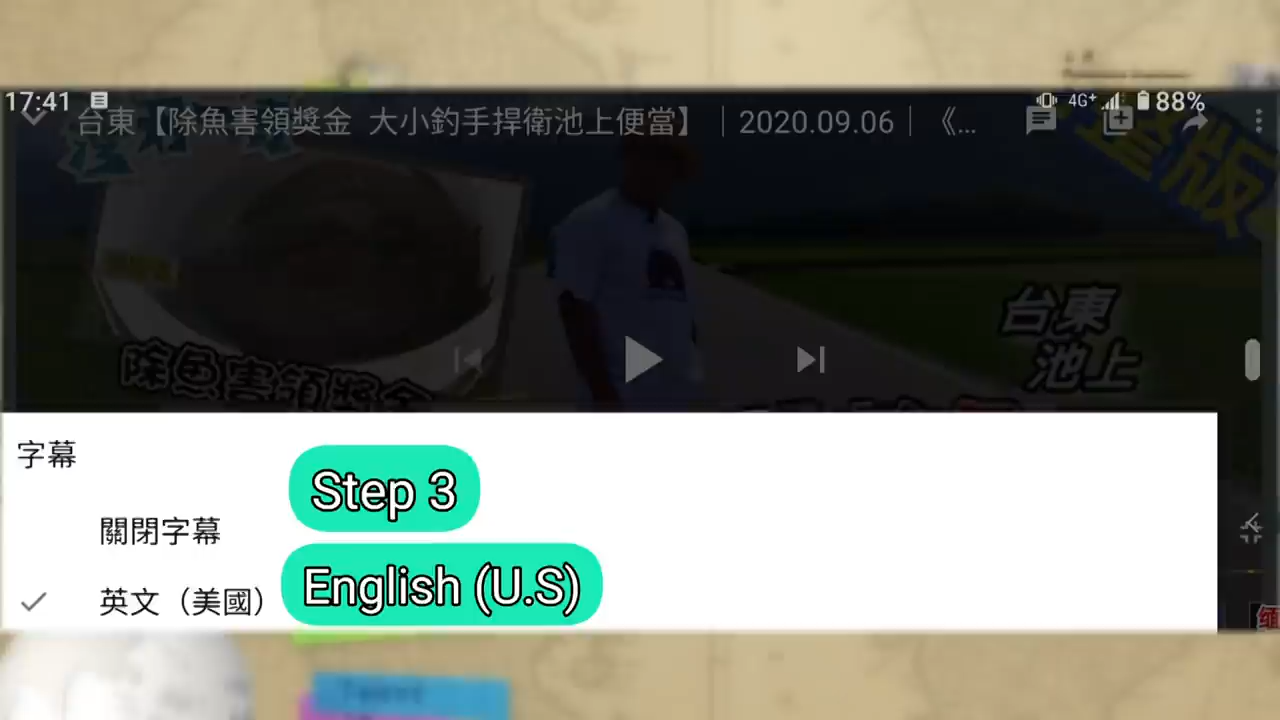 17:41
4G+
88%
台東【除魚害領獎金 大小釣手捍衛池上便當】｜2020.09.06｜《...
整版
台東
池上
除魚害領獎金
字幕
Step 3
關閉字幕
English (U.S)
英文（美國）